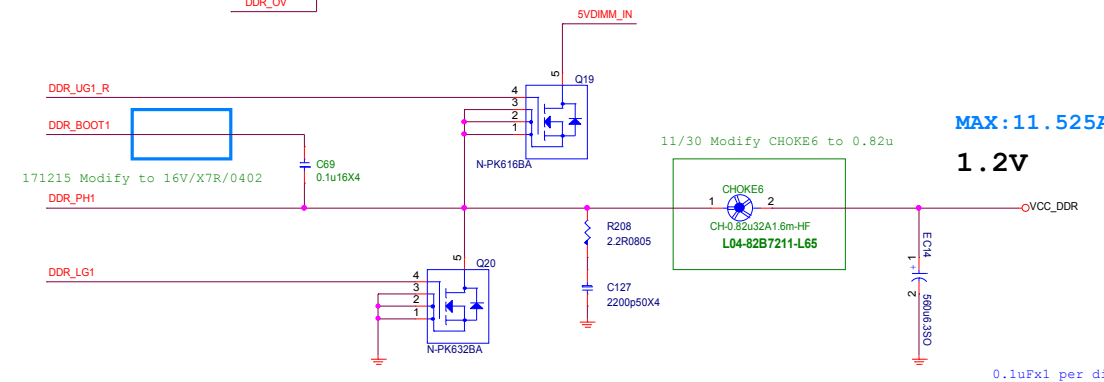 DDR_OV
5VDIMM_IN
5
Q19
DDR_UG1_R
4
3
2
1
DDR_BOOT1
N-PK616BA
C69
0.1u16X4
171215 Modify to 16V/X7R/0402
DDR_PH1
11/30 Modify CHOKE6 to 0.82u
MAX:11.525A
1.2V
CHOKE6
1
2
CH-0.82u32A1.6m-HF
L04-82B7211-L65
VCC_DDR
R208
2.2R0805
C127
2200p50X4
EC14
1
+
2
560u6.3SO
5
Q20
DDR_LG1
4
3
2
1
N-PK632BA
0.1uFx1 per di